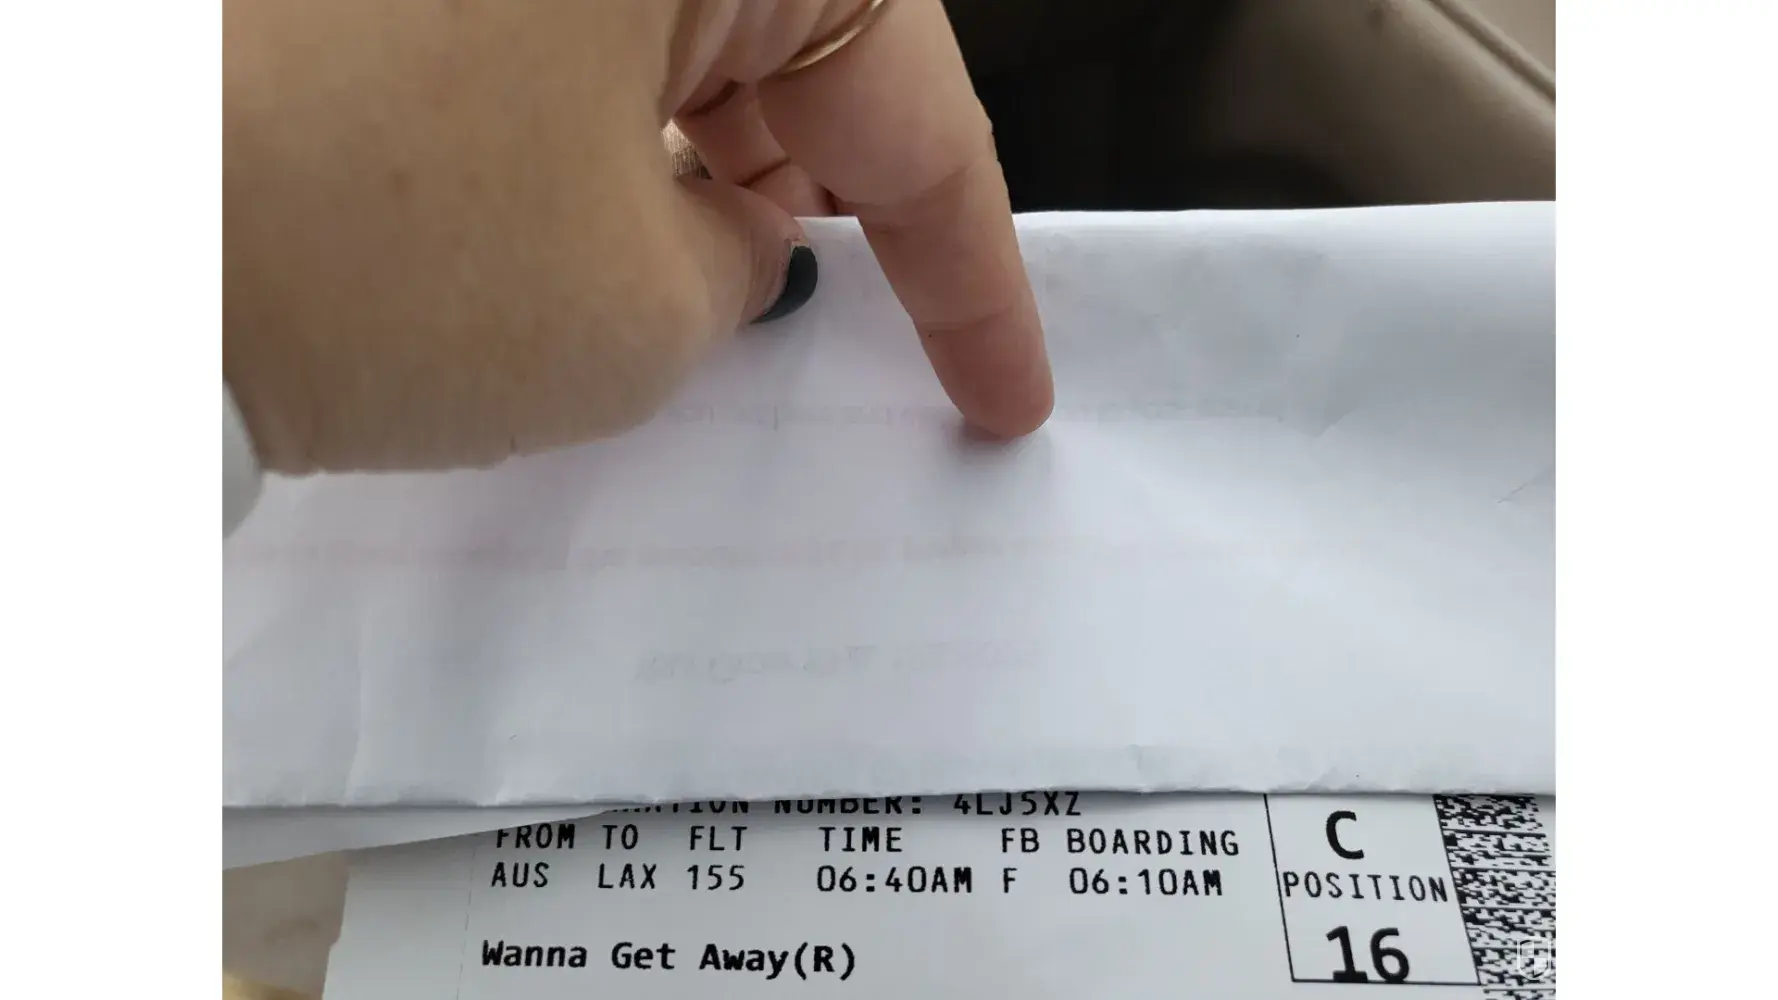 NUMBER: 4LJ5XZ
FROM TO FLT TIME FB BOARDING
AUS LAX 155 06:40AM F 06:10AM
Wanna Get Away(R)
C
POSITION
16